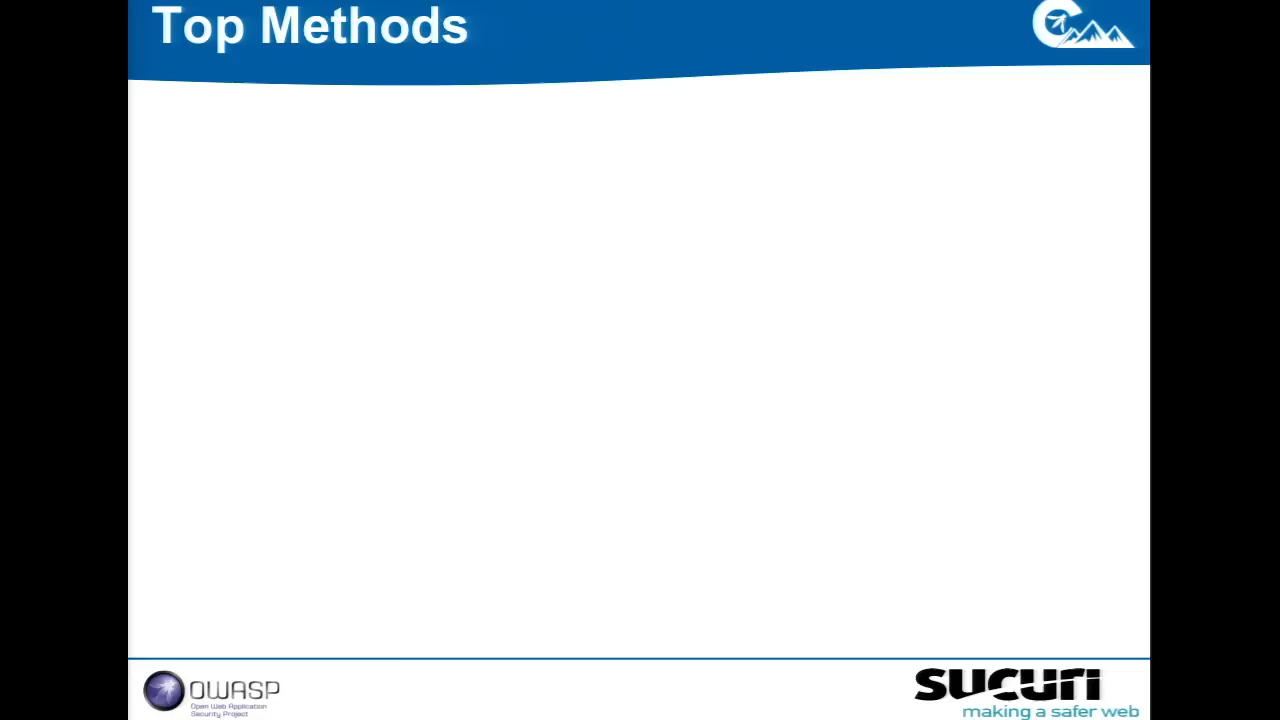 Top Methods
OWASP
Open Web Application
Security Project
sucuri
making a safer web